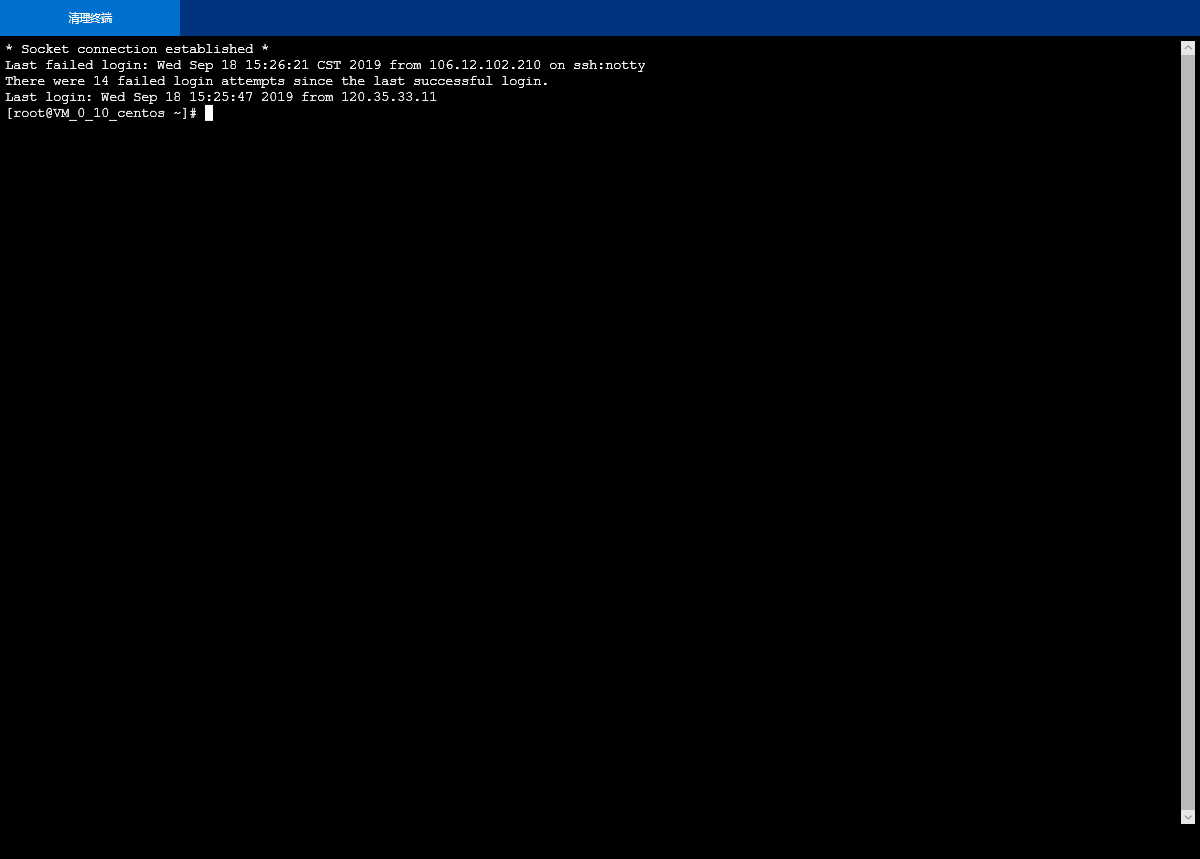 清理终端
* Socket connection established *
Last failed login: Wed Sep 18 15:26:21 CST 2019 from 106.12.102.210 on ssh:notty
There were 14 failed login attempts since the last successful login.
Last login: Wed Sep 18 15:25:47 2019 from 120.35.33.11
[root@VM_0_10_centos ~]#